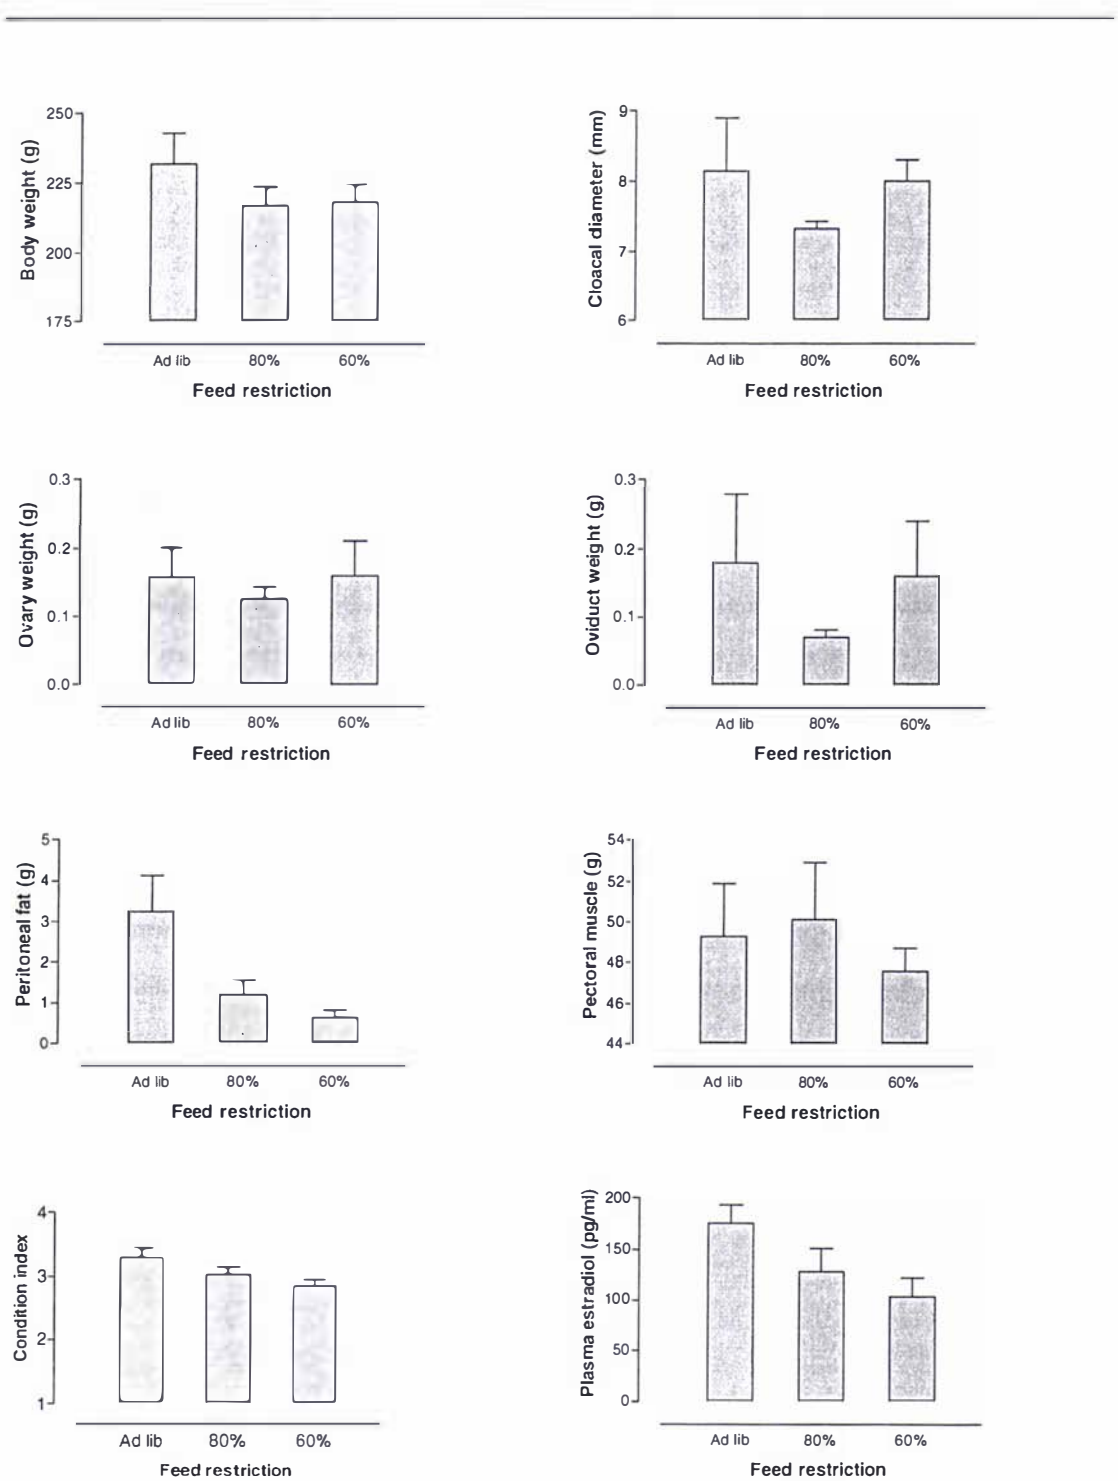 Body weight (g)
250
225
200
175
Ad lib 80% 60%
Feed restriction
Cloacal diameter (mm)
9
8
7
6
Ad lib 80% 60%
Feed restriction
Ovary weight (g)
0.3
0.2
0.1
0.0
Ad lib 80% 60%
Feed restriction
Oviduct weight (g)
0.3
0.2
0.1
0.0
Ad lib 80% 60%
Feed restriction
Peritoneal fat (g)
5
4
3
2
1
0
Ad lib 80% 60%
Feed restriction
Pectoral muscle (g)
54
52
50
48
46
44
Ad lib 80% 60%
Feed restriction
Condition index
4
3
2
1
Ad lib 80% 60%
Feed restriction
Plasma estradiol (pg/ml)
200
150
100
50
0
Ad lib 80% 60%
Feed restriction